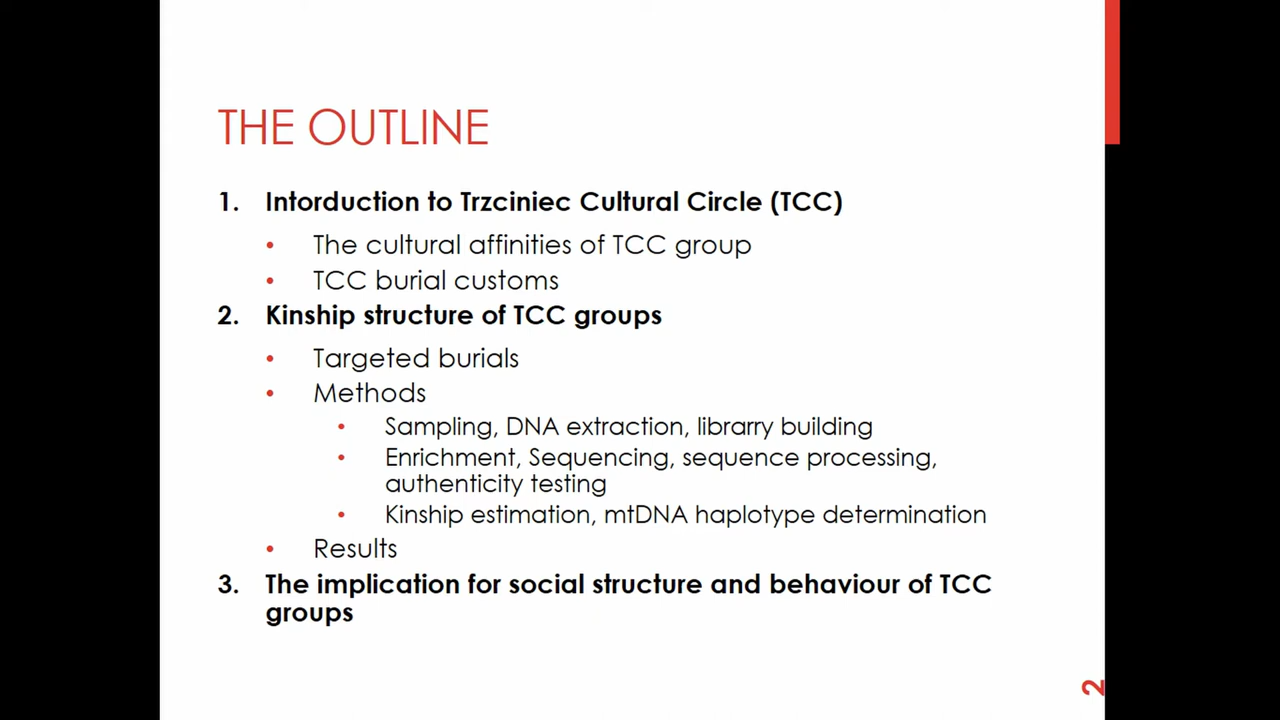 THE OUTLINE
1. Intorduction to Trzciniec Cultural Circle (TCC)
• The cultural affinities of TCC group
• TCC burial customs
2. Kinship structure of TCC groups
• Targeted burials
• Methods
• Sampling, DNA extraction, librarry building
• Enrichment, Sequencing, sequence processing,
authenticity testing
• Kinship estimation, mtDNA haplotype determination
• Results
3. The implication for social structure and behaviour of TCC
groups
2